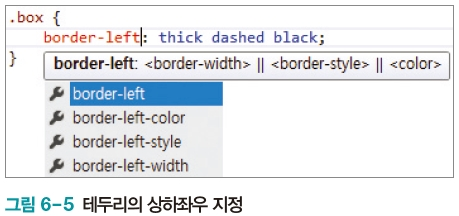 .box {
border-left: thick dashed black;
}
border-left: <border-width> || <border-style> || <color>
border-left
border-left-color
border-left-style
border-left-width
그림 6-5 테두리의 상하좌우 지정